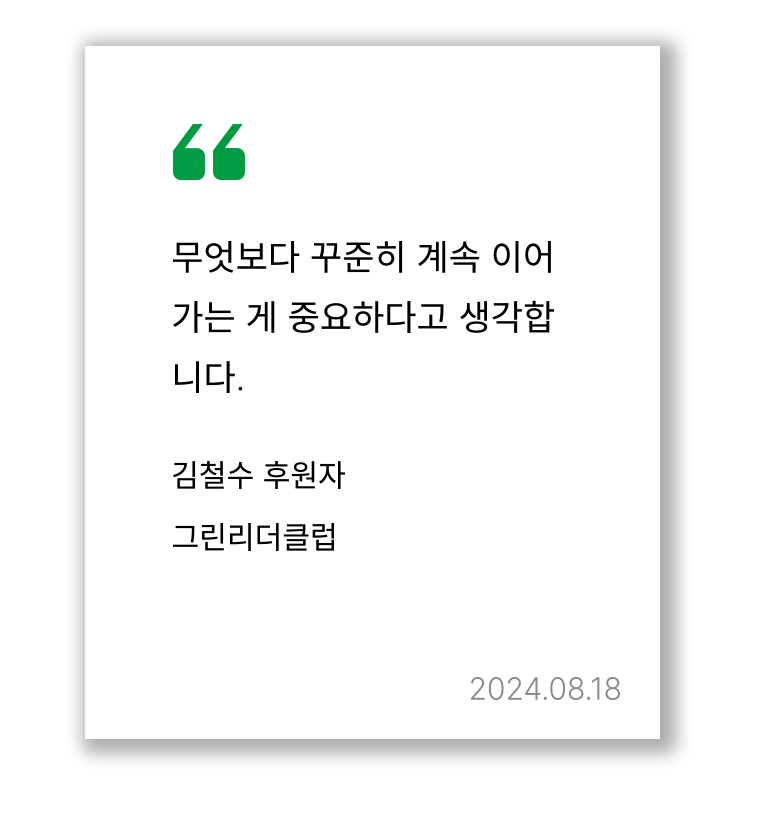 무엇보다 꾸준히 계속 이어
가는 게 중요하다고 생각합
니다.
김철수 후원자
그린리더클럽
2024.08.18